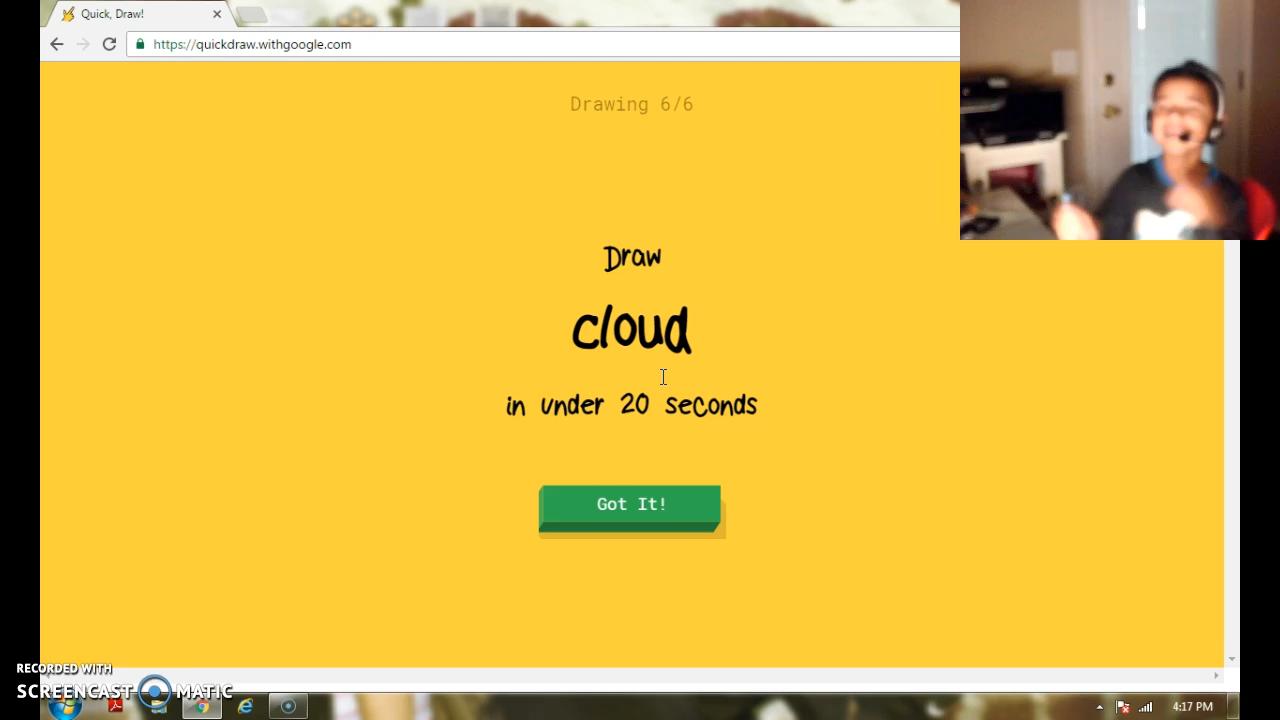 Quick, Draw!
https://quickdraw.withgoogle.com
Drawing 6/6
Draw
cloud
in under 20 seconds
Got It!
RECORDED WITH
SCREENCAST MATIC
4:17 PM